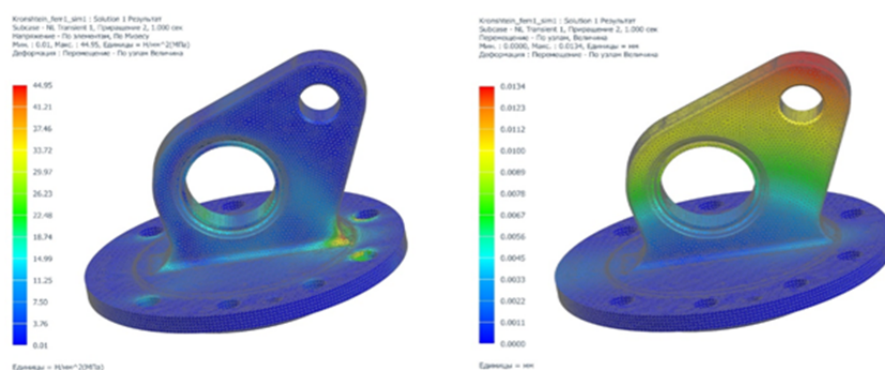 Kronshtein_fem1_sim1 : Solution 1 Результат
Subcase - NL Transient 1, Приращение 2, 1.000 сек
Напряжение - По элементам, По Мизесу
Мин. : 0.01, Макс. : 44.95, Единицы = Н/мм^2(МПа)
Деформация : Перемещение - По узлам Величина
44.95
41.21
37.46
33.72
29.97
26.23
22.48
18.74
14.99
11.25
7.50
3.76
0.01
Единицы = Н/мм^2(МПа)
Kronshtein_fem1_sim1 : Solution 1 Результат
Subcase - NL Transient 1, Приращение 2, 1.000 сек
Перемещение - По узлам, Величина
Мин. : 0.0000, Макс. : 0.0134, Единицы = мм
Деформация : Перемещение - По узлам Величина
0.0134
0.0123
0.0112
0.0100
0.0089
0.0078
0.0067
0.0056
0.0045
0.0033
0.0022
0.0011
0.0000
Единицы = мм